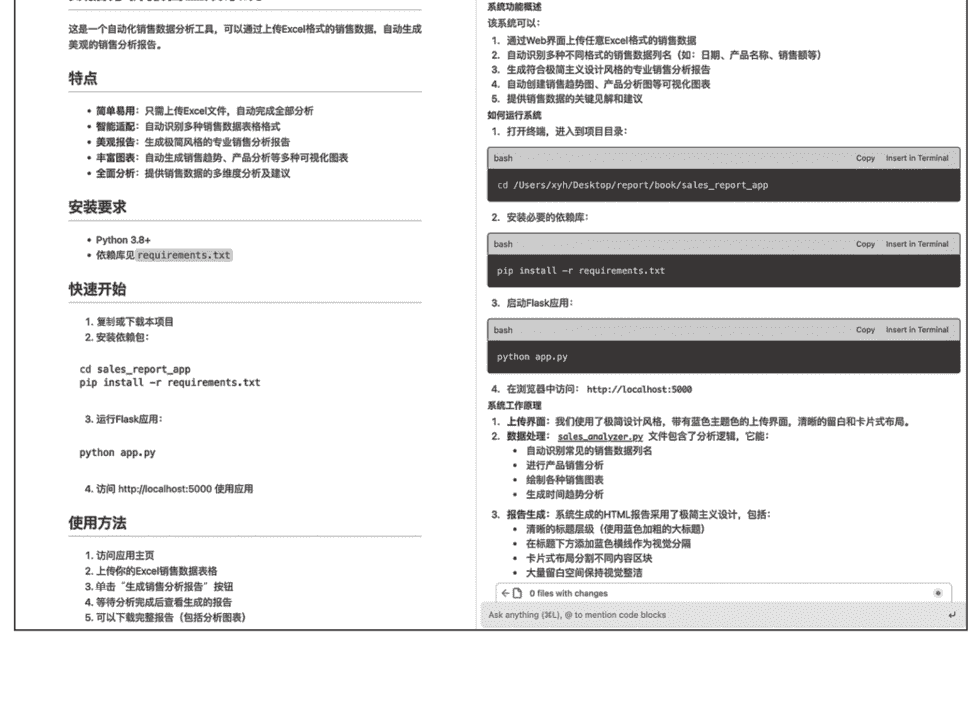 这是一个自动化销售数据分析工具，可以通过上传Excel格式的销售数据，自动生成
美观的销售分析报告。
特点
• 简单易用：只需上传Excel文件，自动完成全部分析
• 智能适配：自动识别多种销售数据表格格式
• 美观报告：生成极简风格的专业销售分析报告
• 丰富图表：自动生成销售趋势、产品分析等多种可视化图表
• 全面分析：提供销售数据的多维度分析及建议
安装要求
• Python 3.8+
• 依赖库见 requirements.txt
快速开始
1. 复制或下载本项目
2. 安装依赖包：
cd sales_report_app
pip install -r requirements.txt
3. 运行Flask应用：
python app.py
4. 访问 http://localhost:5000 使用应用
使用方法
1. 访问应用主页
2. 上传你的Excel销售数据表格
3. 单击“生成销售分析报告”按钮
4. 等待分析完成后查看生成的报告
5. 可以下载完整报告（包括分析图表）
系统功能概述
该系统可以：
1. 通过Web界面上传任意Excel格式的销售数据
2. 自动识别多种不同格式的销售数据列名（如：日期、产品名称、销售额等）
3. 生成符合极简主义设计风格的专业销售分析报告
4. 自动创建销售趋势图、产品分析图等可视化图表
5. 提供销售数据的关键见解和建议
如何运行系统
1. 打开终端，进入到项目目录：
bash Copy Insert in Terminal
cd /Users/xyh/Desktop/report/book/sales_report_app
2. 安装必要的依赖库：
bash Copy Insert in Terminal
pip install -r requirements.txt
3. 启动Flask应用：
bash Copy Insert in Terminal
python app.py
4. 在浏览器中访问： http://localhost:5000
系统工作原理
1. 上传界面：我们使用了极简设计风格，带有蓝色主题色的上传界面，清晰的留白和卡片式布局。
2. 数据处理： sales_analyzer.py 文件包含了分析逻辑，它能：
• 自动识别常见的销售数据列名
• 进行产品销售分析
• 绘制各种销售图表
• 生成时间趋势分析
3. 报告生成：系统生成的HTML报告采用了极简主义设计，包括：
• 清晰的标题层级（使用蓝色加粗的大标题）
• 在标题下方添加蓝色横线作为视觉分隔
• 卡片式布局分割不同内容区块
• 大量留白空间保持视觉整洁
0 files with changes
Ask anything (⌘L), @ to mention code blocks